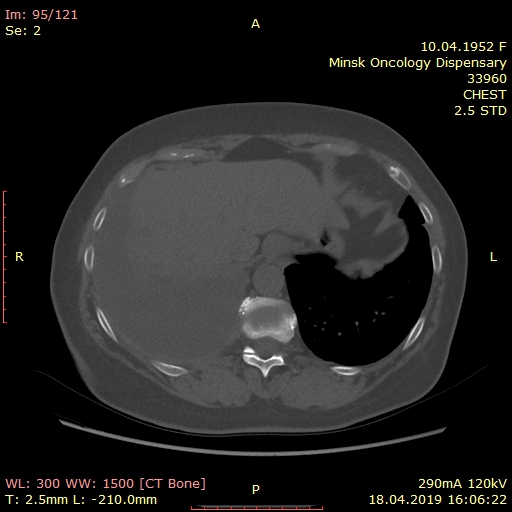 Im: 95/121
Se: 2
A
10.04.1952 F
Minsk Oncology Dispensary
33960
CHEST
2.5 STD
R
L
WL: 300 WW: 1500 [CT Bone]
T: 2.5mm L: -210.0mm
P
290mA 120kV
18.04.2019 16:06:22